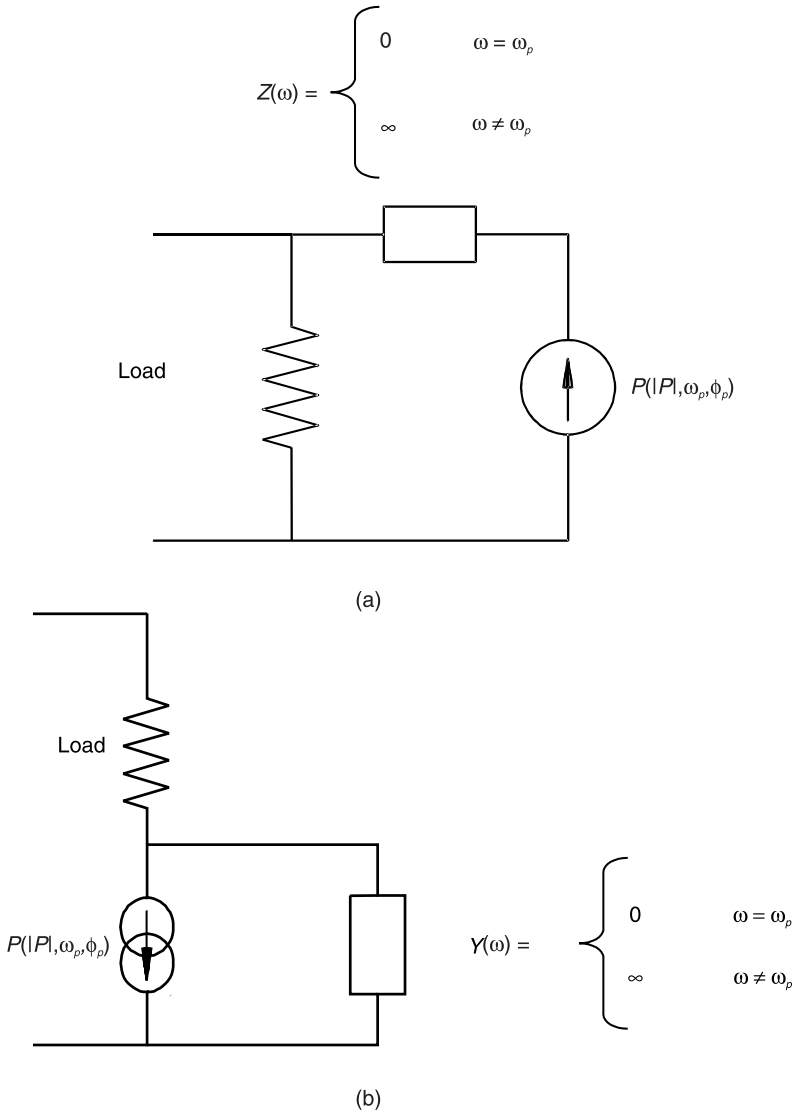 0 ω = ωₚ
Z(ω) =
∞ ω ≠ ωₚ
Load
P(|P|,ωₚ,ϕₚ)
(a)
Load
0 ω = ωₚ
P(|P|,ωₚ,ϕₚ)
Y(ω) =
∞ ω ≠ ωₚ
(b)